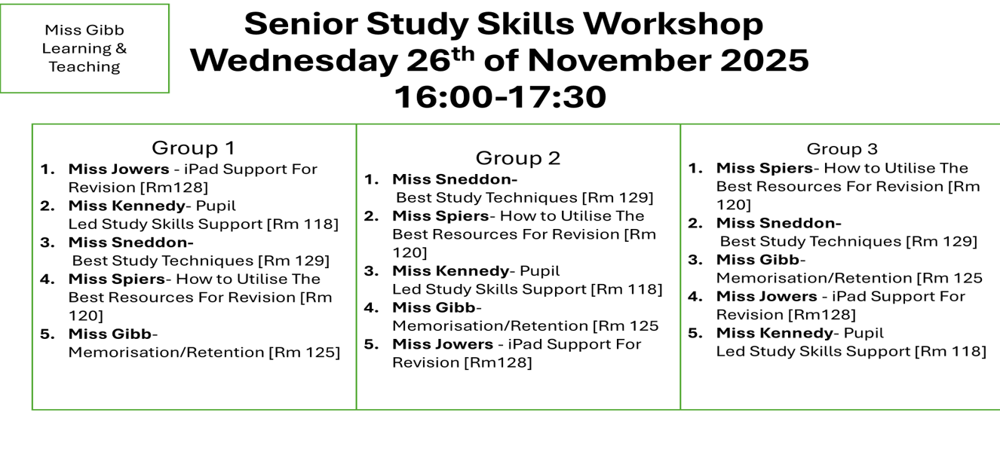 Miss Gibb
Learning &
Teaching
Senior Study Skills Workshop
Wednesday 26th of November 2025
16:00-17:30
Group 1
1. Miss Jowers - iPad Support For
Revision [Rm128]
2. Miss Kennedy- Pupil
Led Study Skills Support [Rm 118]
3. Miss Sneddon-
Best Study Techniques [Rm 129]
4. Miss Spiers- How to Utilise The
Best Resources For Revision [Rm
120]
5. Miss Gibb-
Memorisation/Retention [Rm 125]
Group 2
1. Miss Sneddon-
Best Study Techniques [Rm 129]
2. Miss Spiers- How to Utilise The
Best Resources For Revision [Rm
120]
3. Miss Kennedy- Pupil
Led Study Skills Support [Rm 118]
4. Miss Gibb-
Memorisation/Retention [Rm 125
5. Miss Jowers - iPad Support For
Revision [Rm128]
Group 3
1. Miss Spiers- How to Utilise The
Best Resources For Revision [Rm
120]
2. Miss Sneddon-
Best Study Techniques [Rm 129]
3. Miss Gibb-
Memorisation/Retention [Rm 125
4. Miss Jowers - iPad Support For
Revision [Rm128]
5. Miss Kennedy- Pupil
Led Study Skills Support [Rm 118]